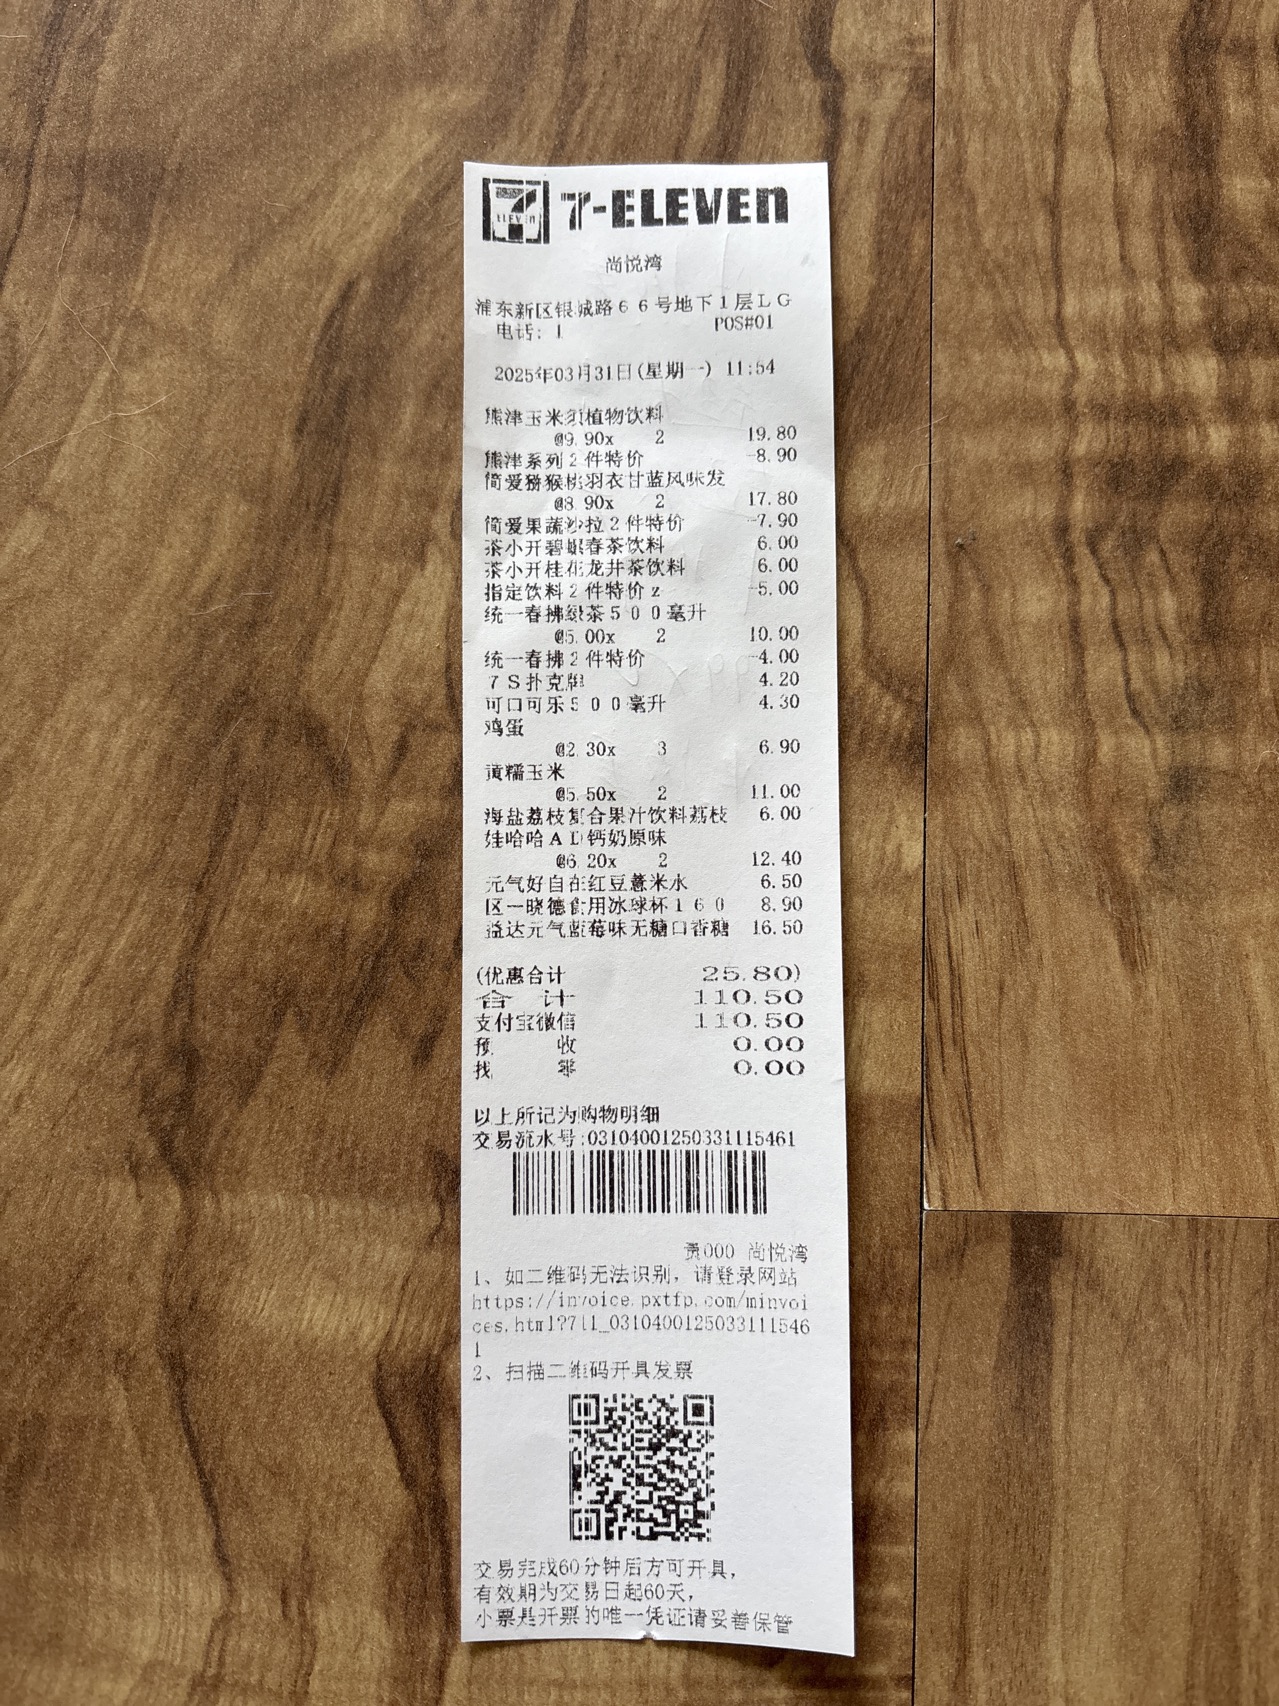 7 ELEVEN 7-ELEVEN
尚悦湾
浦东新区银城路66号地下1层LG
电话: 1 POS#01
2025年03月31日(星期一) 11:54
熊津玉米须植物饮料
@9.90x 2 19.80
熊津系列2件特价 -8.90
简爱猕猴桃羽衣甘蓝风味发
@8.90x 2 17.80
简爱果蔬沙拉2件特价 -7.90
茶小开碧螺春茶饮料 6.00
茶小开桂花龙井茶饮料 6.00
指定饮料2件特价z -5.00
统一春拂绿茶500毫升
@5.00x 2 10.00
统一春拂2件特价 -4.00
7S扑克牌 4.20
可口可乐500毫升 4.30
鸡蛋
@2.30x 3 6.90
黄糯玉米
@5.50x 2 11.00
海盐荔枝复合果汁饮料荔枝 6.00
娃哈哈AD钙奶原味
@6.20x 2 12.40
元气好自在红豆薏米水 6.50
区一晓德食用冰球杯160 8.90
益达元气蓝莓味无糖口香糖 16.50
(优惠合计 25.80)
合计 110.50
支付宝微信 110.50
预收 0.00
找零 0.00
以上所记为购物明细
交易流水号:03104001250331115461
贵000 尚悦湾
1、如二维码无法识别，请登录网站
https://invoice.pxtfp.com/minvoi
ces.html?711_0310400125033111546
1
2、扫描二维码开具发票
交易完成60分钟后方可开具，
有效期为交易日起60天，
小票是开票的唯一凭证请妥善保管